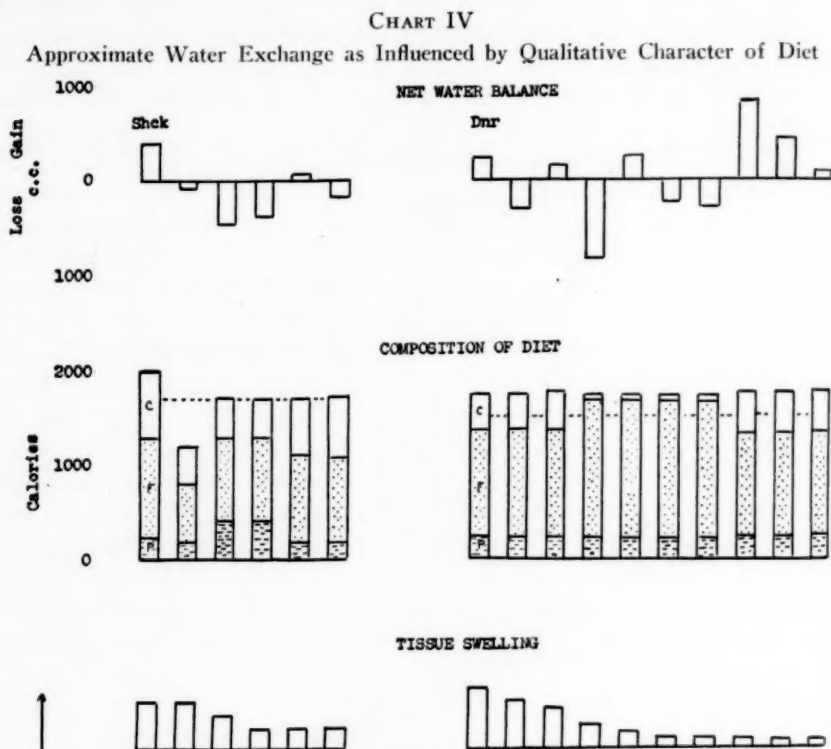 CHART IV
Approximate Water Exchange as Influenced by Qualitative Character of Diet
NET WATER BALANCE
Shck
Dnr
1000
0
1000
Loss Gain
c.c.
COMPOSITION OF DIET
2000
1000
0
Calories
C
F
P
C
F
P
TISSUE SWELLING